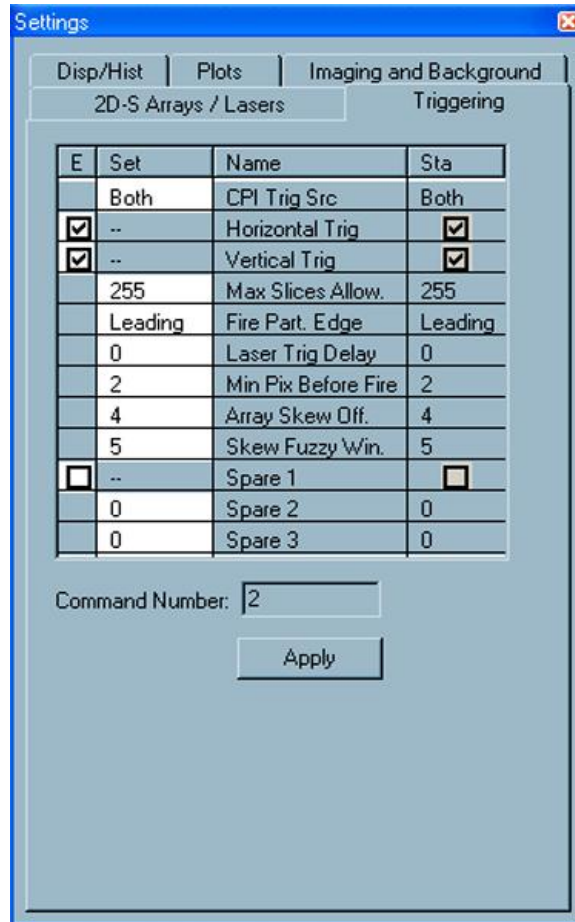 Settings
Disp/Hist Plots Imaging and Background
2D-S Arrays / Lasers Triggering
E Set Name Sta
Both CPI Trig Src Both
-- Horizontal Trig
-- Vertical Trig
255 Max Slices Allow. 255
Leading Fire Part. Edge Leading
0 Laser Trig Delay 0
2 Min Pix Before Fire 2
4 Array Skew Off. 4
5 Skew Fuzzy Win. 5
-- Spare 1
0 Spare 2 0
0 Spare 3 0
Command Number: 2
Apply